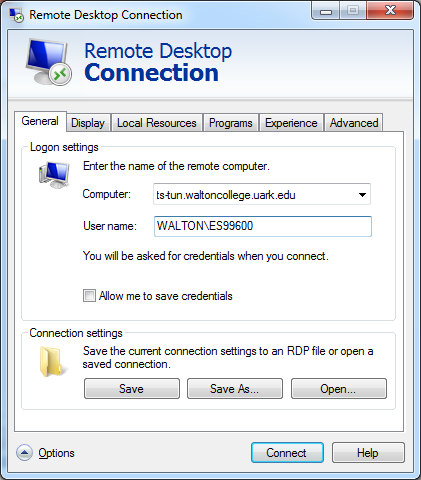 Remote Desktop Connection
Remote Desktop
Connection
General Display Local Resources Programs Experience Advanced
Logon settings
Enter the name of the remote computer.
Computer: ts-tun.waltoncollege.uark.edu
User name: WALTON\ES99600
You will be asked for credentials when you connect.
Allow me to save credentials
Connection settings
Save the current connection settings to an RDP file or open a
saved connection.
Save Save As... Open...
Options Connect Help